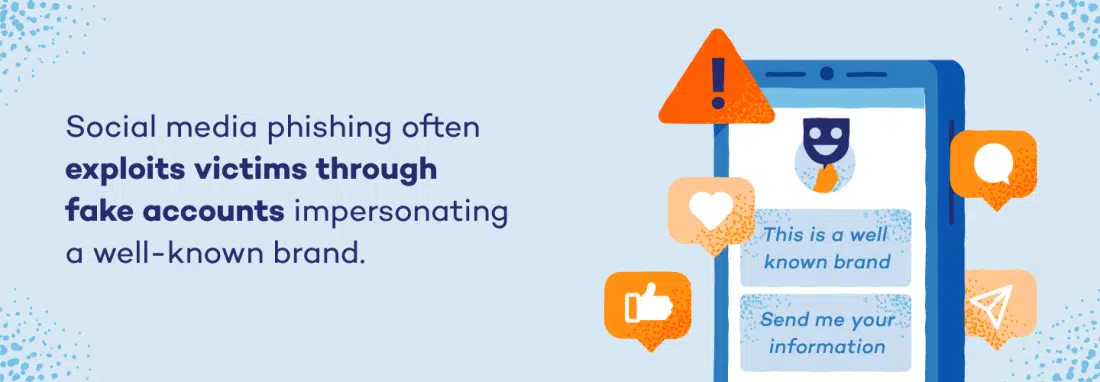 Social media phishing often
exploits victims through
fake accounts impersonating
a well-known brand.
This is a well
known brand
Send me your
information